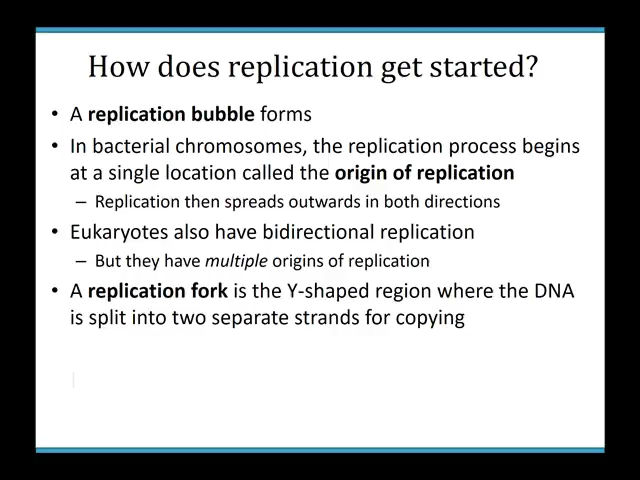 How does replication get started?
• A replication bubble forms
• In bacterial chromosomes, the replication process begins
at a single location called the origin of replication
– Replication then spreads outwards in both directions
• Eukaryotes also have bidirectional replication
– But they have multiple origins of replication
• A replication fork is the Y-shaped region where the DNA
is split into two separate strands for copying